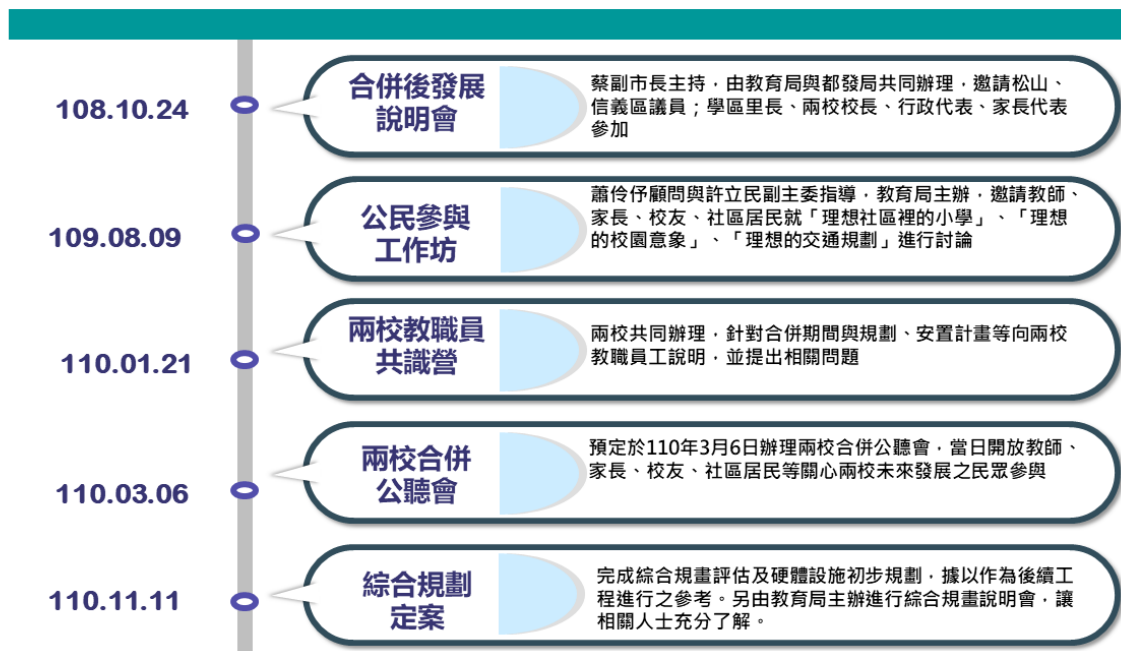 108.10.24
合併後發展
說明會
蔡副市長主持，由教育局與都發局共同辦理，邀請松山、
信義區議員；學區里長、兩校校長、行政代表、家長代表
參加
109.08.09
公民參與
工作坊
蕭伶伃顧問與許立民副主委指導，教育局主辦，邀請教師、
家長、校友、社區居民就「理想社區裡的小學」、「理想
的校園意象」、「理想的交通規劃」進行討論
110.01.21
兩校教職員
共識營
兩校共同辦理，針對合併期間與規劃、安置計畫等向兩校
教職員工說明，並提出相關問題
110.03.06
兩校合併
公聽會
預定於110年3月6日辦理兩校合併公聽會，當日開放教師、
家長、校友、社區居民等關心兩校未來發展之民眾參與
110.11.11
綜合規劃
定案
完成綜合規畫評估及硬體設施初步規劃，據以作為後續工
程進行之參考。另由教育局主辦進行綜合規畫說明會，讓
相關人士充分了解。